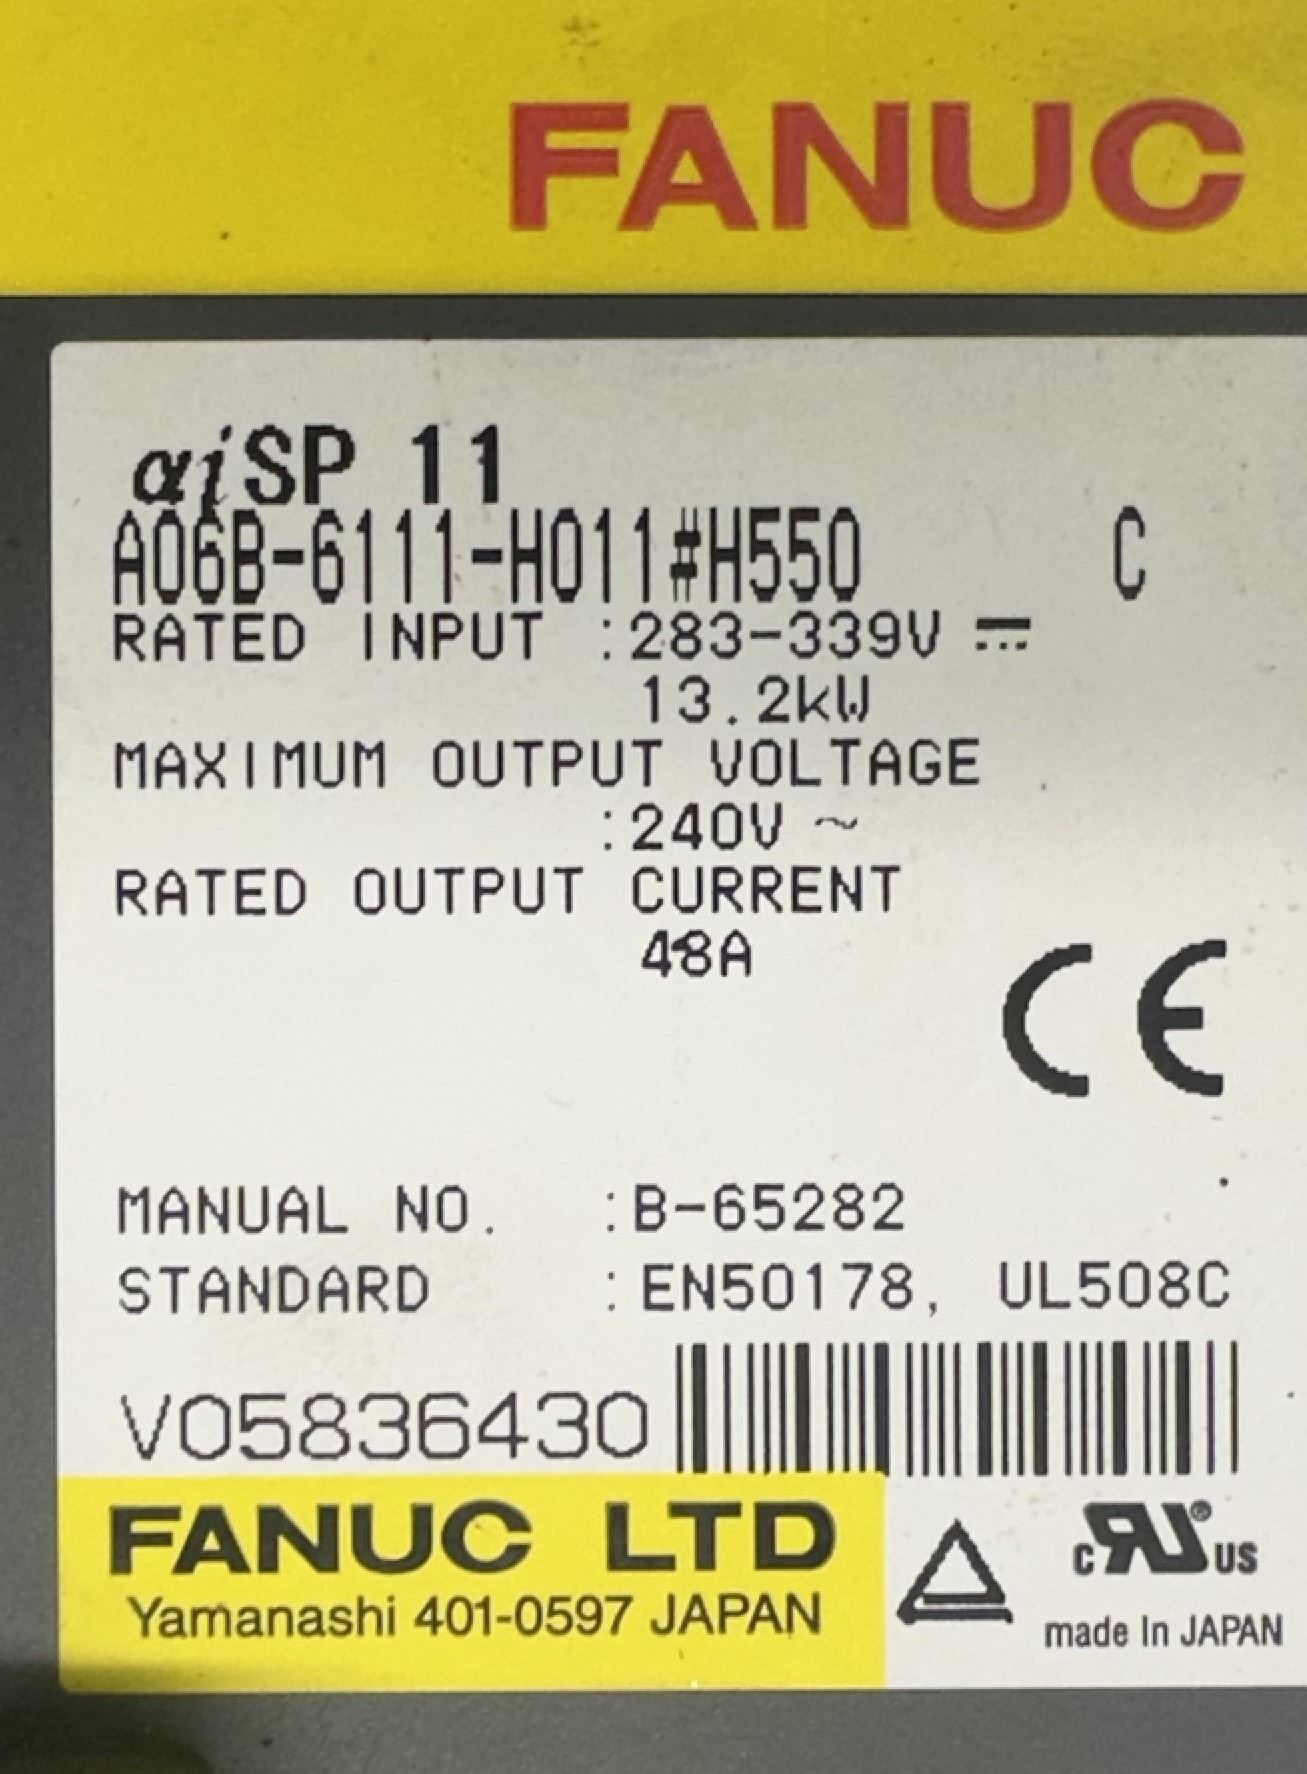 FANUC
αiSP 11
A06B-6111-H011#H550 C
RATED INPUT :283-339V ⎓
13.2kW
MAXIMUM OUTPUT VOLTAGE
:240V ~
RATED OUTPUT CURRENT
48A
CE
MANUAL NO. :B-65282
STANDARD :EN50178, UL508C
V05836430
FANUC LTD
Yamanashi 401-0597 JAPAN
c RU® US
made In JAPAN